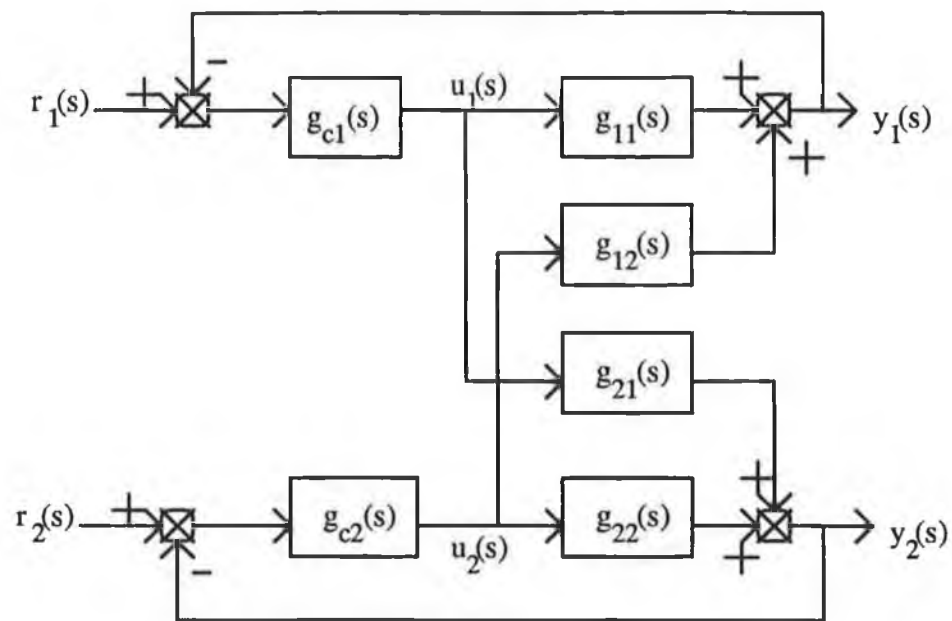 r1(s)
+
−
gc1(s)
u1(s)
g11(s)
+
+
y1(s)
g12(s)
g21(s)
r2(s)
+
−
gc2(s)
u2(s)
g22(s)
+
+
y2(s)